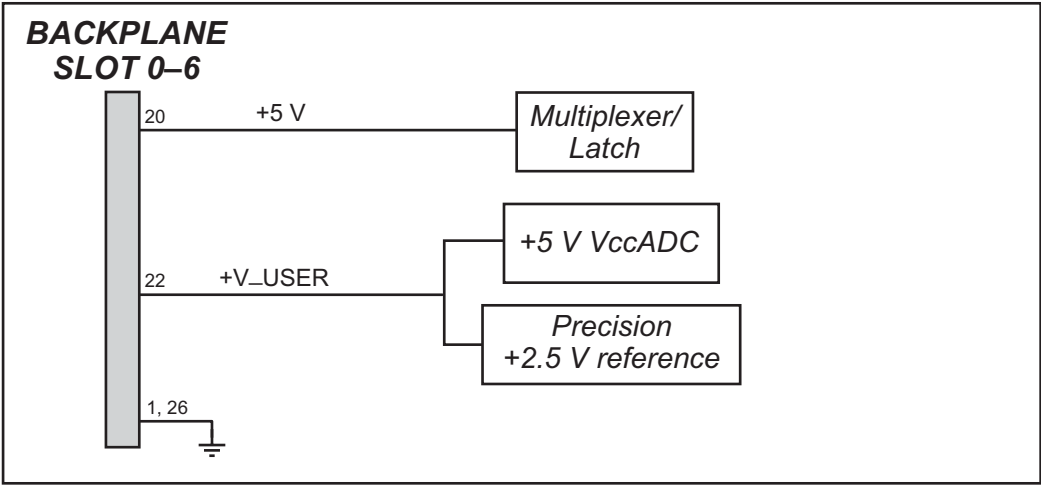 BACKPLANE
SLOT 0–6
20
+5 V
Multiplexer/
Latch
+5 V VccADC
22
+V_USER
Precision
+2.5 V reference
1, 26